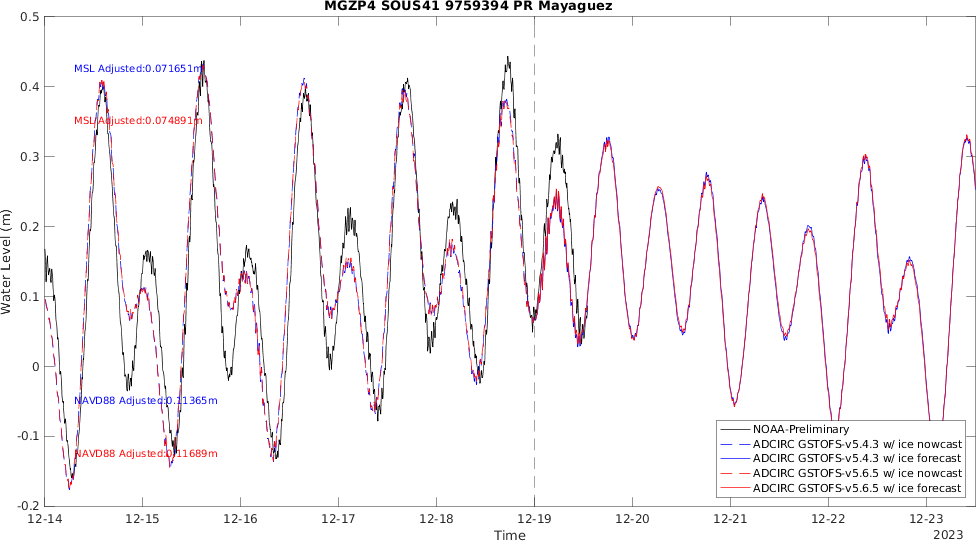 MGZP4 SOUS41 9759394 PR Mayaguez
0.5
0.4
0.3
0.2
0.1
0
-0.1
-0.2
Water Level (m)
MSL Adjusted:0.071651m
MSL Adjusted:0.074891m
NAVD88 Adjusted:0.11365m
NAVD88 Adjusted:0.11689m
NOAA-Preliminary
ADCIRC GSTOFS-v5.4.3 w/ ice nowcast
ADCIRC GSTOFS-v5.4.3 w/ ice forecast
ADCIRC GSTOFS-v5.6.5 w/ ice nowcast
ADCIRC GSTOFS-v5.6.5 w/ ice forecast
12-14 12-15 12-16 12-17 12-18 12-19 12-20 12-21 12-22 12-23
Time
2023